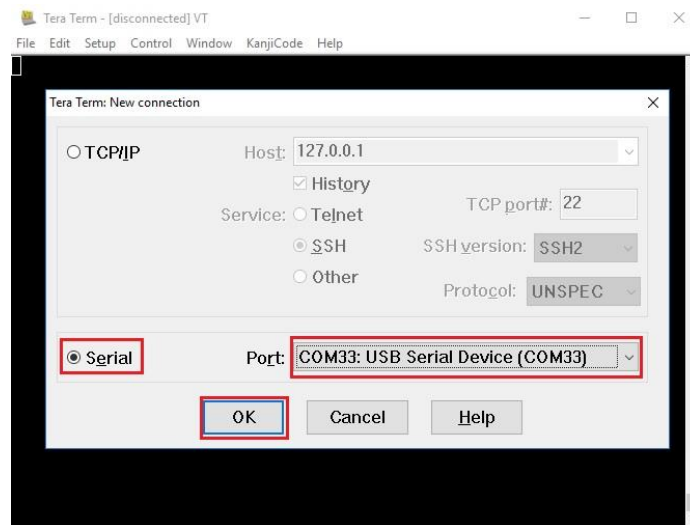 Tera Term - [disconnected] VT
File Edit Setup Control Window KanjiCode Help
Tera Term: New connection
TCP/IP Host: 127.0.0.1
History
Service: Telnet TCP port#: 22
SSH SSH version: SSH2
Other Protocol: UNSPEC
Serial Port: COM33: USB Serial Device (COM33)
OK Cancel Help